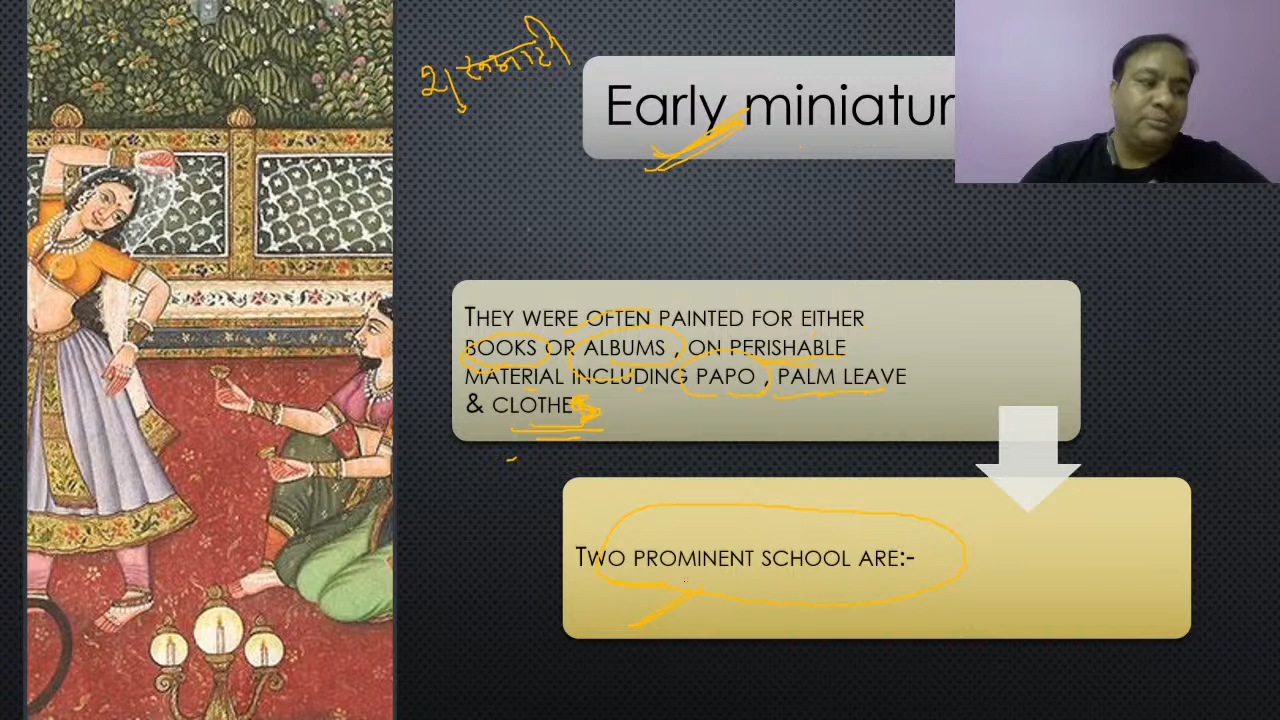 Early miniatur
THEY WERE OFTEN PAINTED FOR EITHER
BOOKS OR ALBUMS , ON PERISHABLE
MATERIAL INCLUDING PAPO , PALM LEAVE
& CLOTHE
TWO PROMINENT SCHOOL ARE:-